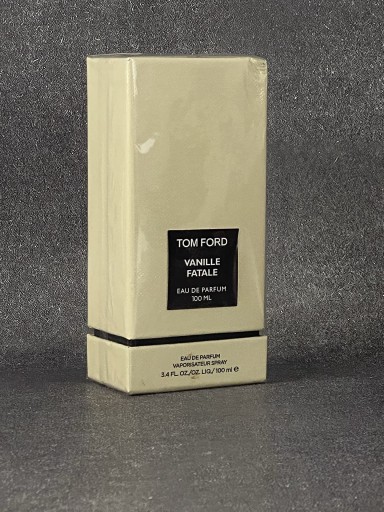 TOM FORD
VANILLE
FATALE
EAU DE PARFUM
100 ML
EAU DE PARFUM
VAPORISATEUR SPRAY
3.4 FL. OZ./OZ. LIQ./ 100 ml e